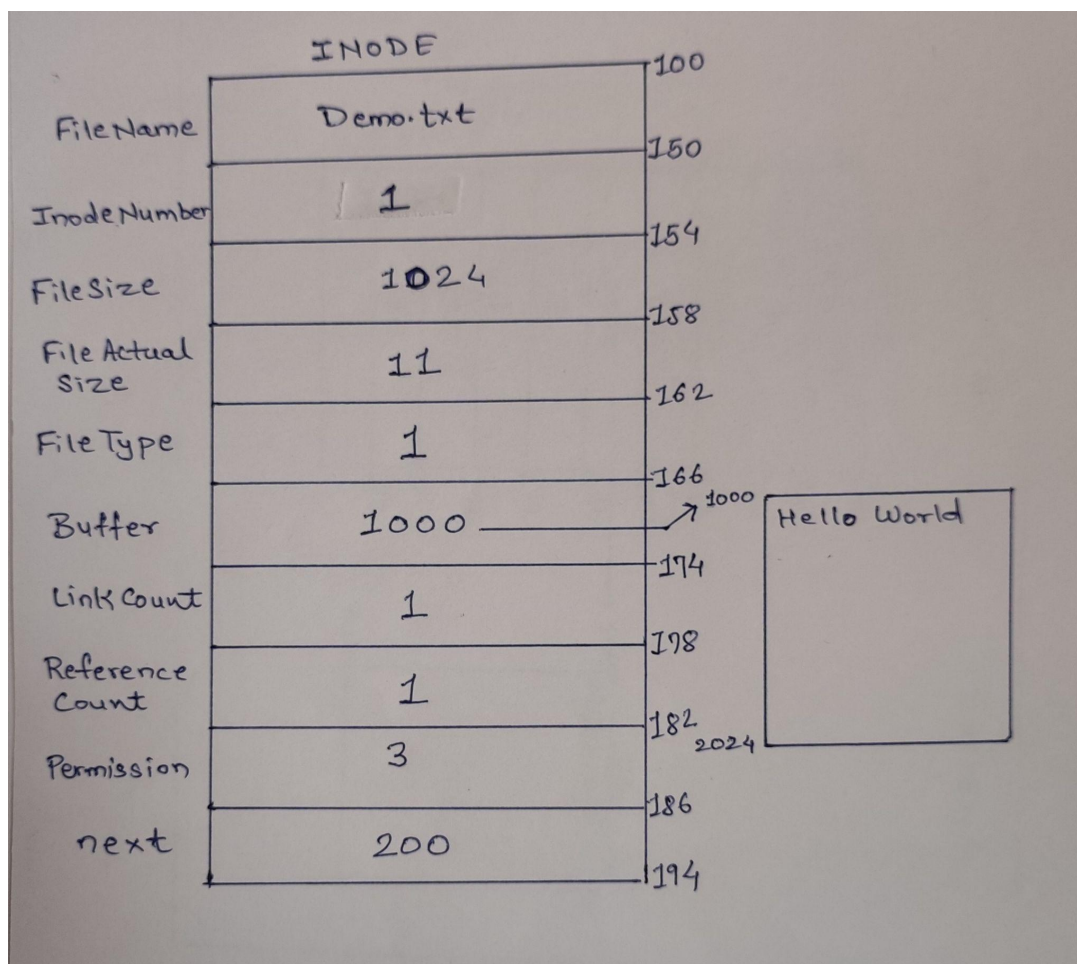 INODE
100
FileName Demo.txt
150
InodeNumber 1
154
FileSize 1024
158
File Actual
Size 11
162
File Type 1
166
Buffer 1000 1000 Hello World
174
Link Count 1
178
Reference
Count 1
182
2024
Permission 3
186
next 200
194